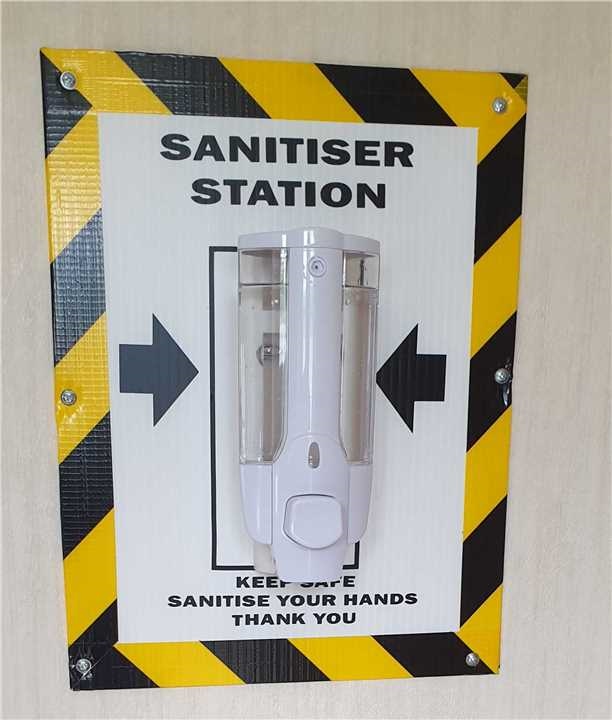 SANITISER
STATION
KEEP SAFE
SANITISE YOUR HANDS
THANK YOU